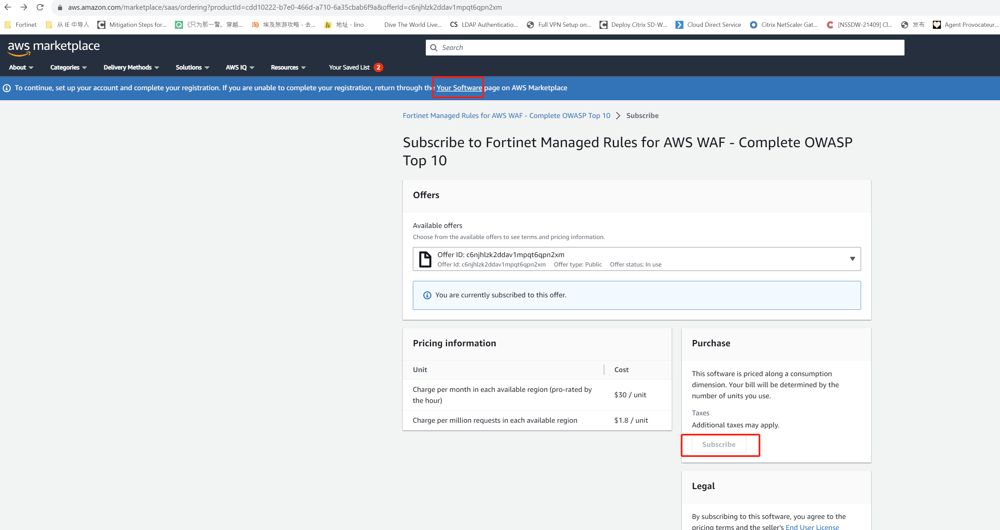 aws.amazon.com/marketplace/saas/ordering?productId=cdd10222-b7e0-466d-a710-6a35cbab6f9a&offerId=c6njhlzk2ddav1mpqt6qpn2xm
Fortinet 从 IE 中导入 Mitigation Steps for... 《只为那一瞥，穿越... 埃及旅游攻略 - 去... 地址 - lino Dive The World Live... CS LDAP Authenticatio... Full VPN Setup on... Deploy Citrix SD-W... Cloud Direct Service Citrix NetScaler Gat... [NSSDW-21409] Cl... 发布 Agent Provocateur...
aws marketplace
Search
About Categories Delivery Methods Solutions AWS IQ Resources Your Saved List 2
To continue, set up your account and complete your registration. If you are unable to complete your registration, return through the Your Software page on AWS Marketplace
Fortinet Managed Rules for AWS WAF - Complete OWASP Top 10 > Subscribe
Subscribe to Fortinet Managed Rules for AWS WAF - Complete OWASP
Top 10
Offers
Available offers
Choose from the available offers to see terms and pricing information.
Offer ID: c6njhlzk2ddav1mpqt6qpn2xm
Offer Id: c6njhlzk2ddav1mpqt6qpn2xm Offer type: Public Offer status: In use
You are currently subscribed to this offer.
Pricing information
Unit Cost
Charge per month in each available region (pro-rated by
the hour)
$30 / unit
Charge per million requests in each available region $1.8 / unit
Purchase
This software is priced along a consumption
dimension. Your bill will be determined by the
number of units you use.
Taxes
Additional taxes may apply.
Subscribe
Legal
By subscribing to this software, you agree to the
pricing terms and the seller's End User License